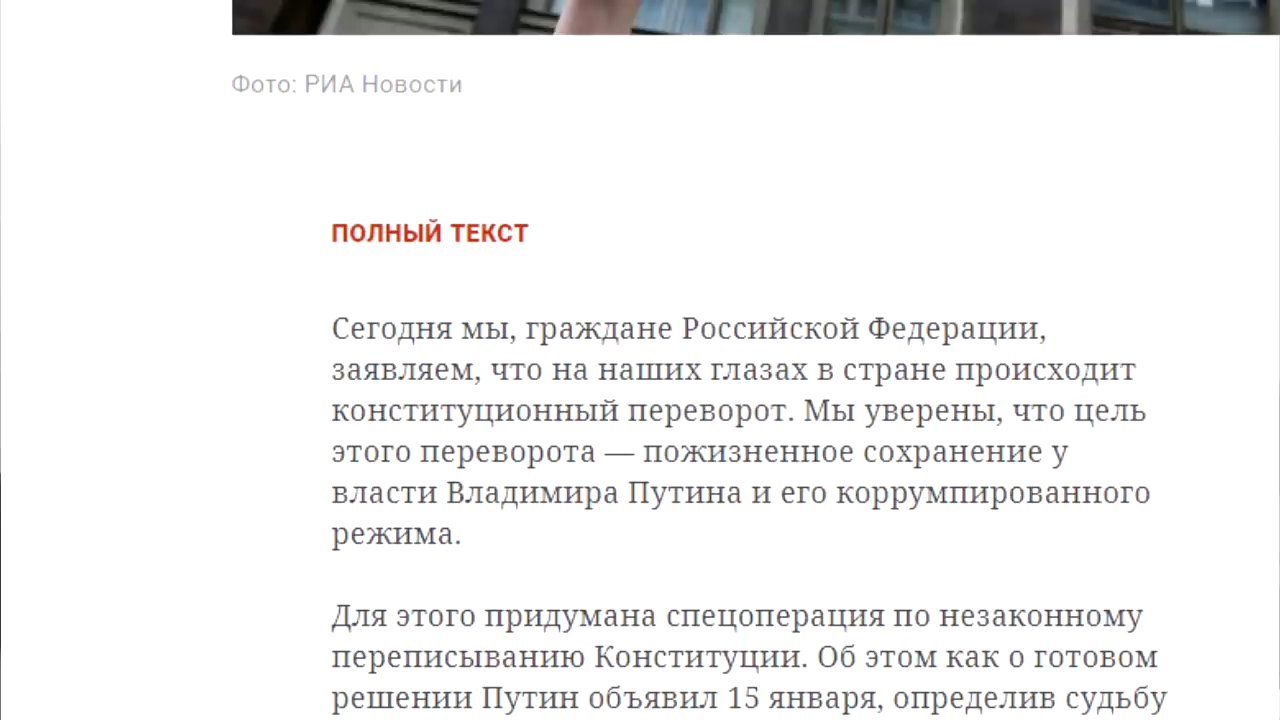 Фото: РИА Новости
ПОЛНЫЙ ТЕКСТ
Сегодня мы, граждане Российской Федерации,
заявляем, что на наших глазах в стране происходит
конституционный переворот. Мы уверены, что цель
этого переворота — пожизненное сохранение у
власти Владимира Путина и его коррумпированного
режима.
Для этого придумана спецоперация по незаконному
переписыванию Конституции. Об этом как о готовом
решении Путин объявил 15 января, определив судьбу